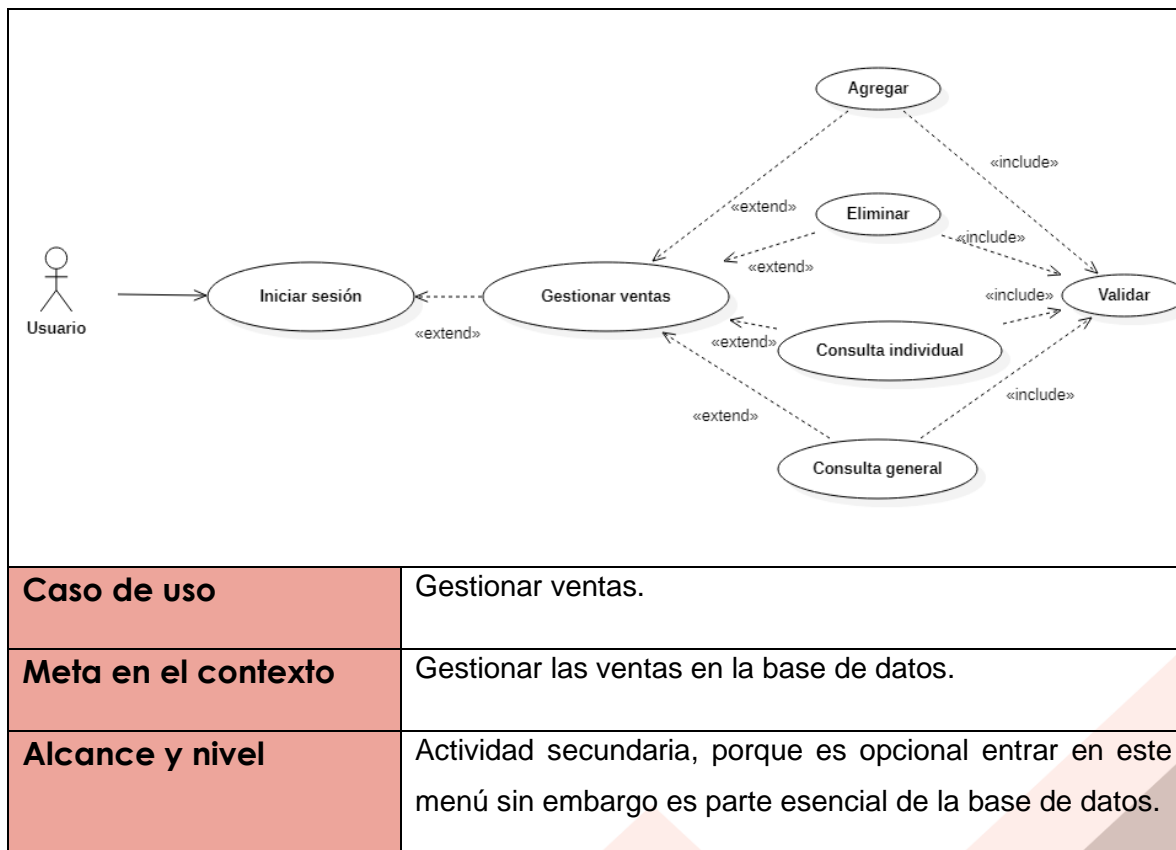 Agregar
«include»
«extend»
Eliminar
«include»
«extend»
Usuario
Iniciar sesión
«extend»
Gestionar ventas
«include»
Validar
«extend»
Consulta individual
«include»
«extend»
Consulta general
Caso de uso
Gestionar ventas.
Meta en el contexto
Gestionar las ventas en la base de datos.
Alcance y nivel
Actividad secundaria, porque es opcional entrar en este
menú sin embargo es parte esencial de la base de datos.